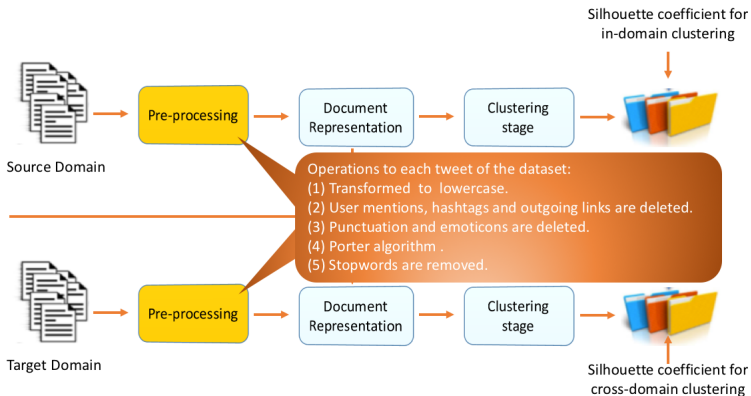 Silhouette coefficient for
in-domain clustering
Pre-processing
Document
Representation
Clustering
stage
Source Domain
Operations to each tweet of the dataset:
(1) Transformed to lowercase.
(2) User mentions, hashtags and outgoing links are deleted.
(3) Punctuation and emoticons are deleted.
(4) Porter algorithm .
(5) Stopwords are removed.
Pre-processing
Document
Representation
Clustering
stage
Target Domain
Silhouette coefficient for
cross-domain clustering